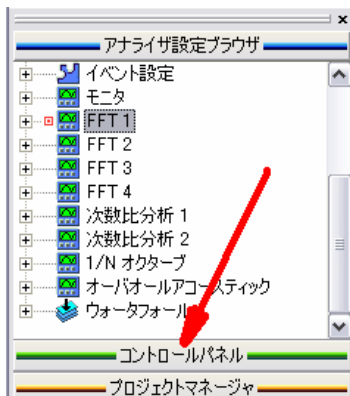 アナライザ設定ブラウザ
イベント設定
モニタ
FFT 1
FFT 2
FFT 3
FFT 4
次数比分析 1
次数比分析 2
1/N オクターブ
オーバオールアコースティック
ウォータフォール
コントロールパネル
プロジェクトマネージャ